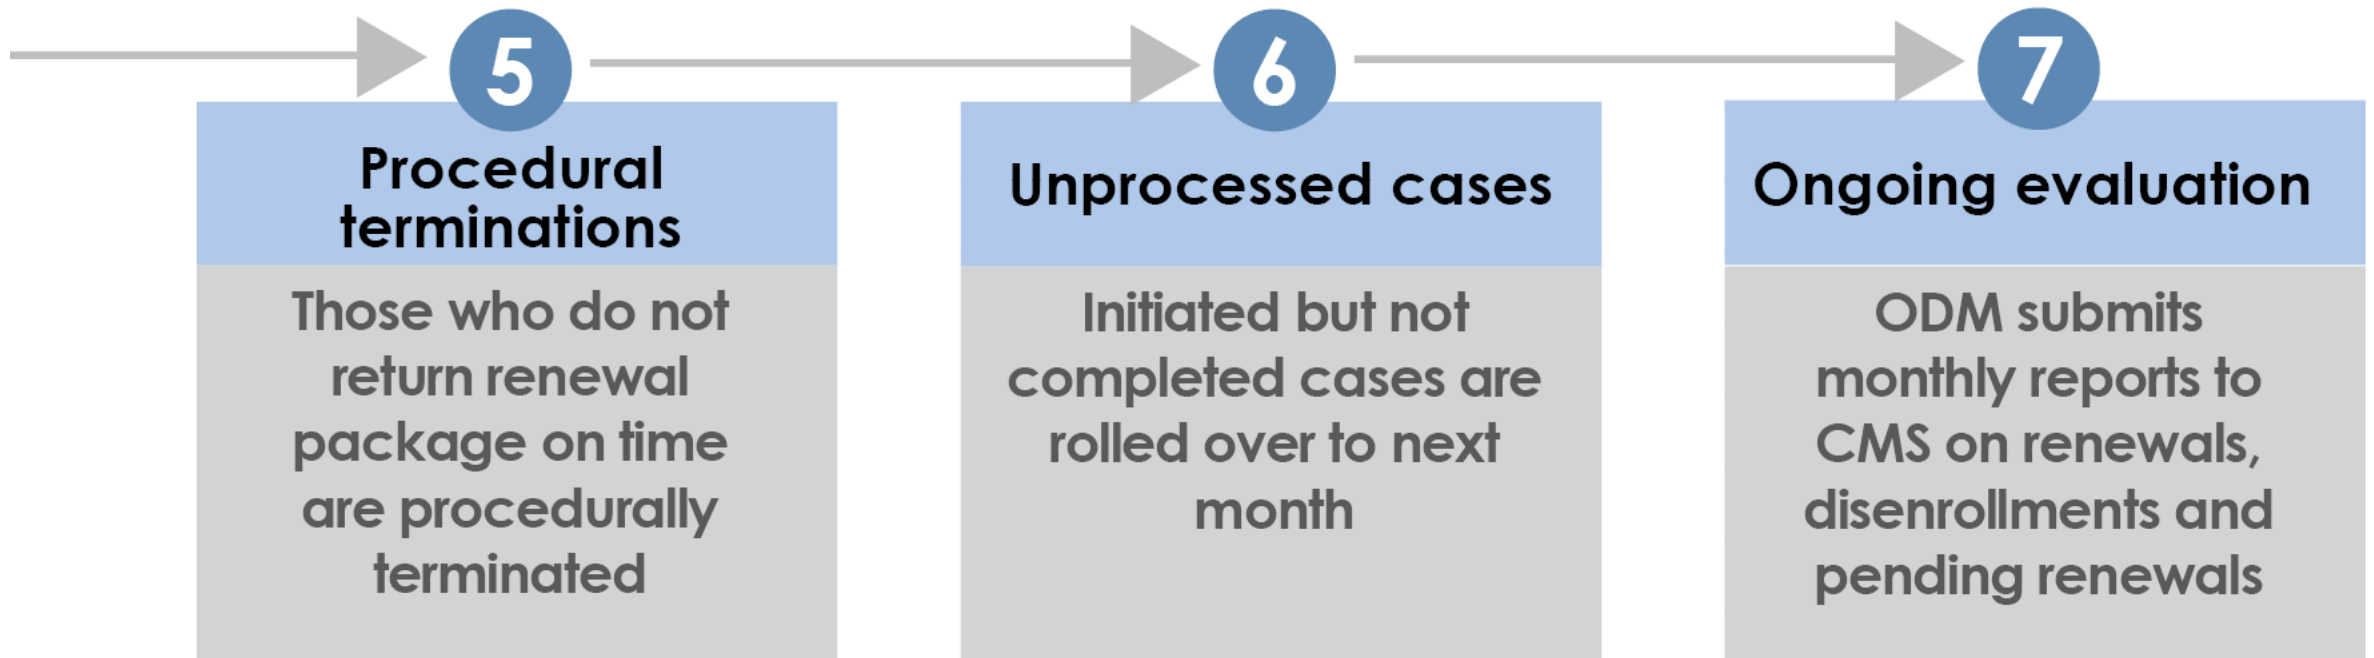 5
Procedural
terminations
Those who do not
return renewal
package on time
are procedurally
terminated
6
Unprocessed cases
Initiated but not
completed cases are
rolled over to next
month
7
Ongoing evaluation
ODM submits
monthly reports to
CMS on renewals,
disenrollments and
pending renewals